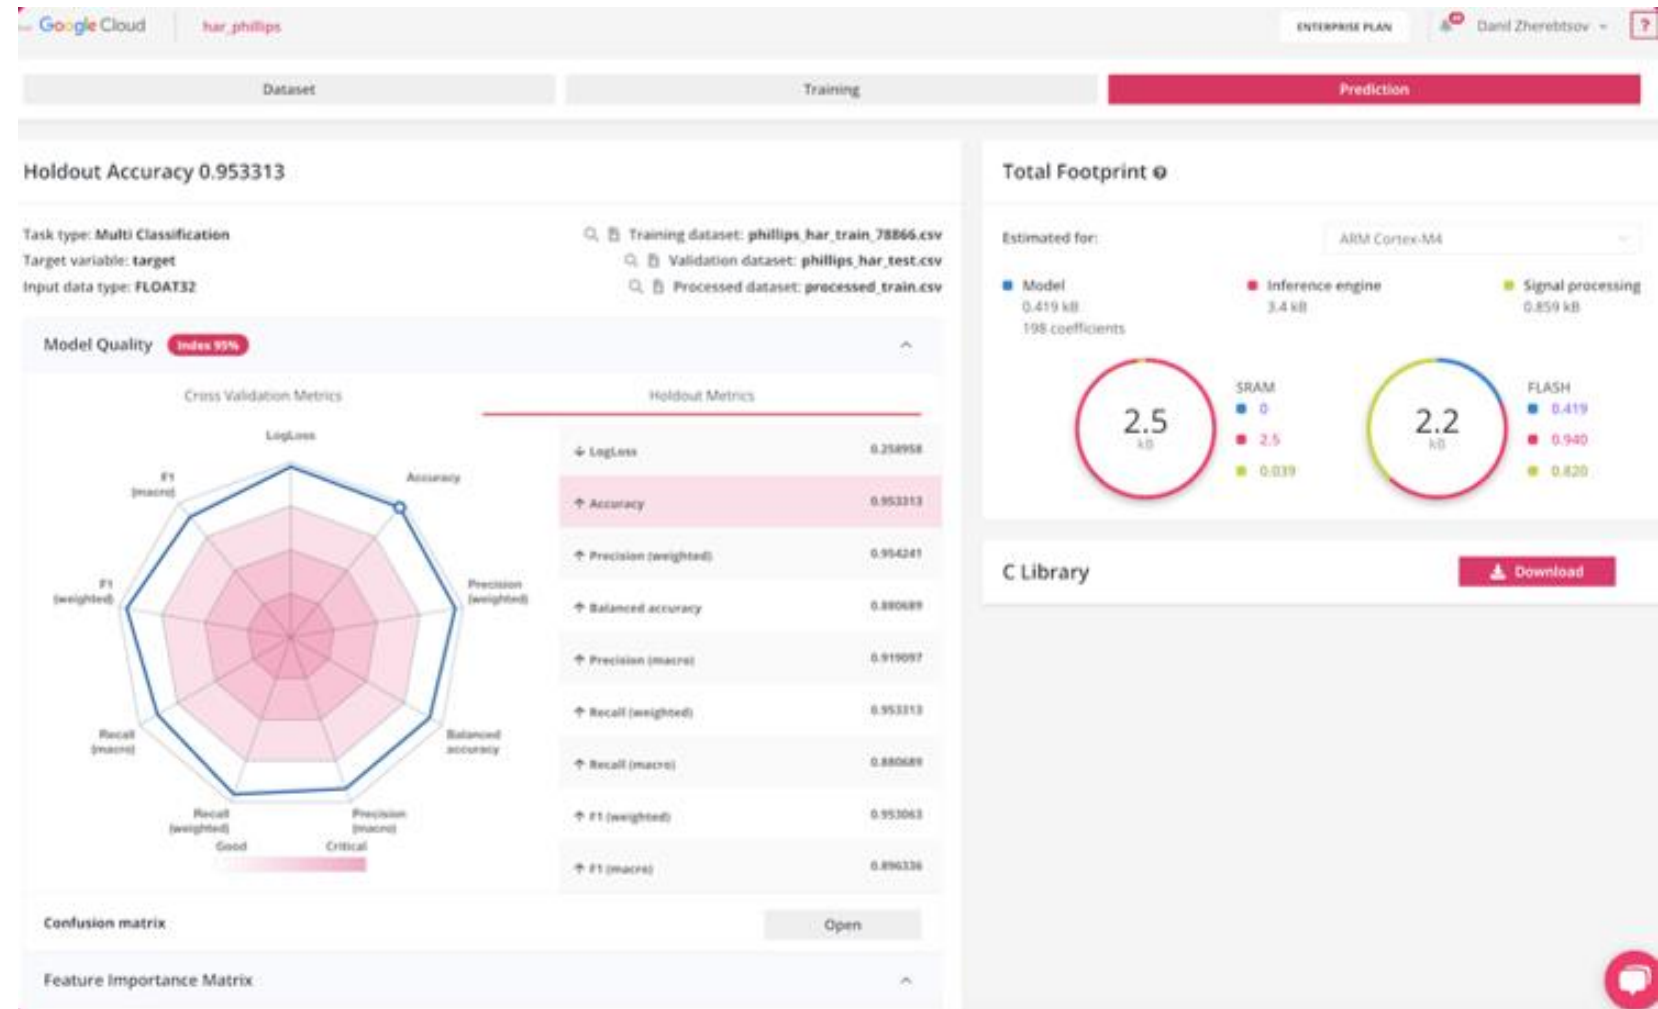 Google Cloud
har_phillips
ENTERPRISE PLAN
Danil Zherebtsov
?
Dataset
Training
Prediction
Holdout Accuracy 0.953313
Task type: Multi Classification
Target variable: target
Input data type: FLOAT32
Training dataset: phillips_har_train_78866.csv
Validation dataset: phillips_har_test.csv
Processed dataset: processed_train.csv
Model Quality
Index 95%
Cross Validation Metrics
Holdout Metrics
LogLoss
Accuracy
Precision
(weighted)
Balanced
accuracy
Precision
(macro)
Recall
(weighted)
Recall
(macro)
F1
(weighted)
F1
(macro)
Good
Critical
↓ LogLoss 0.258958
↑ Accuracy 0.953313
↑ Precision (weighted) 0.954241
↑ Balanced accuracy 0.880689
↑ Precision (macro) 0.919097
↑ Recall (weighted) 0.953313
↑ Recall (macro) 0.880689
↑ F1 (weighted) 0.953063
↑ F1 (macro) 0.896336
Confusion matrix
Open
Feature Importance Matrix
Total Footprint ?
Estimated for:
ARM Cortex-M4
Model
0.419 kB
198 coefficients
Inference engine
3.4 kB
Signal processing
0.859 kB
2.5
kB
SRAM
0
2.5
0.039
2.2
kB
FLASH
0.419
0.940
0.820
C Library
Download